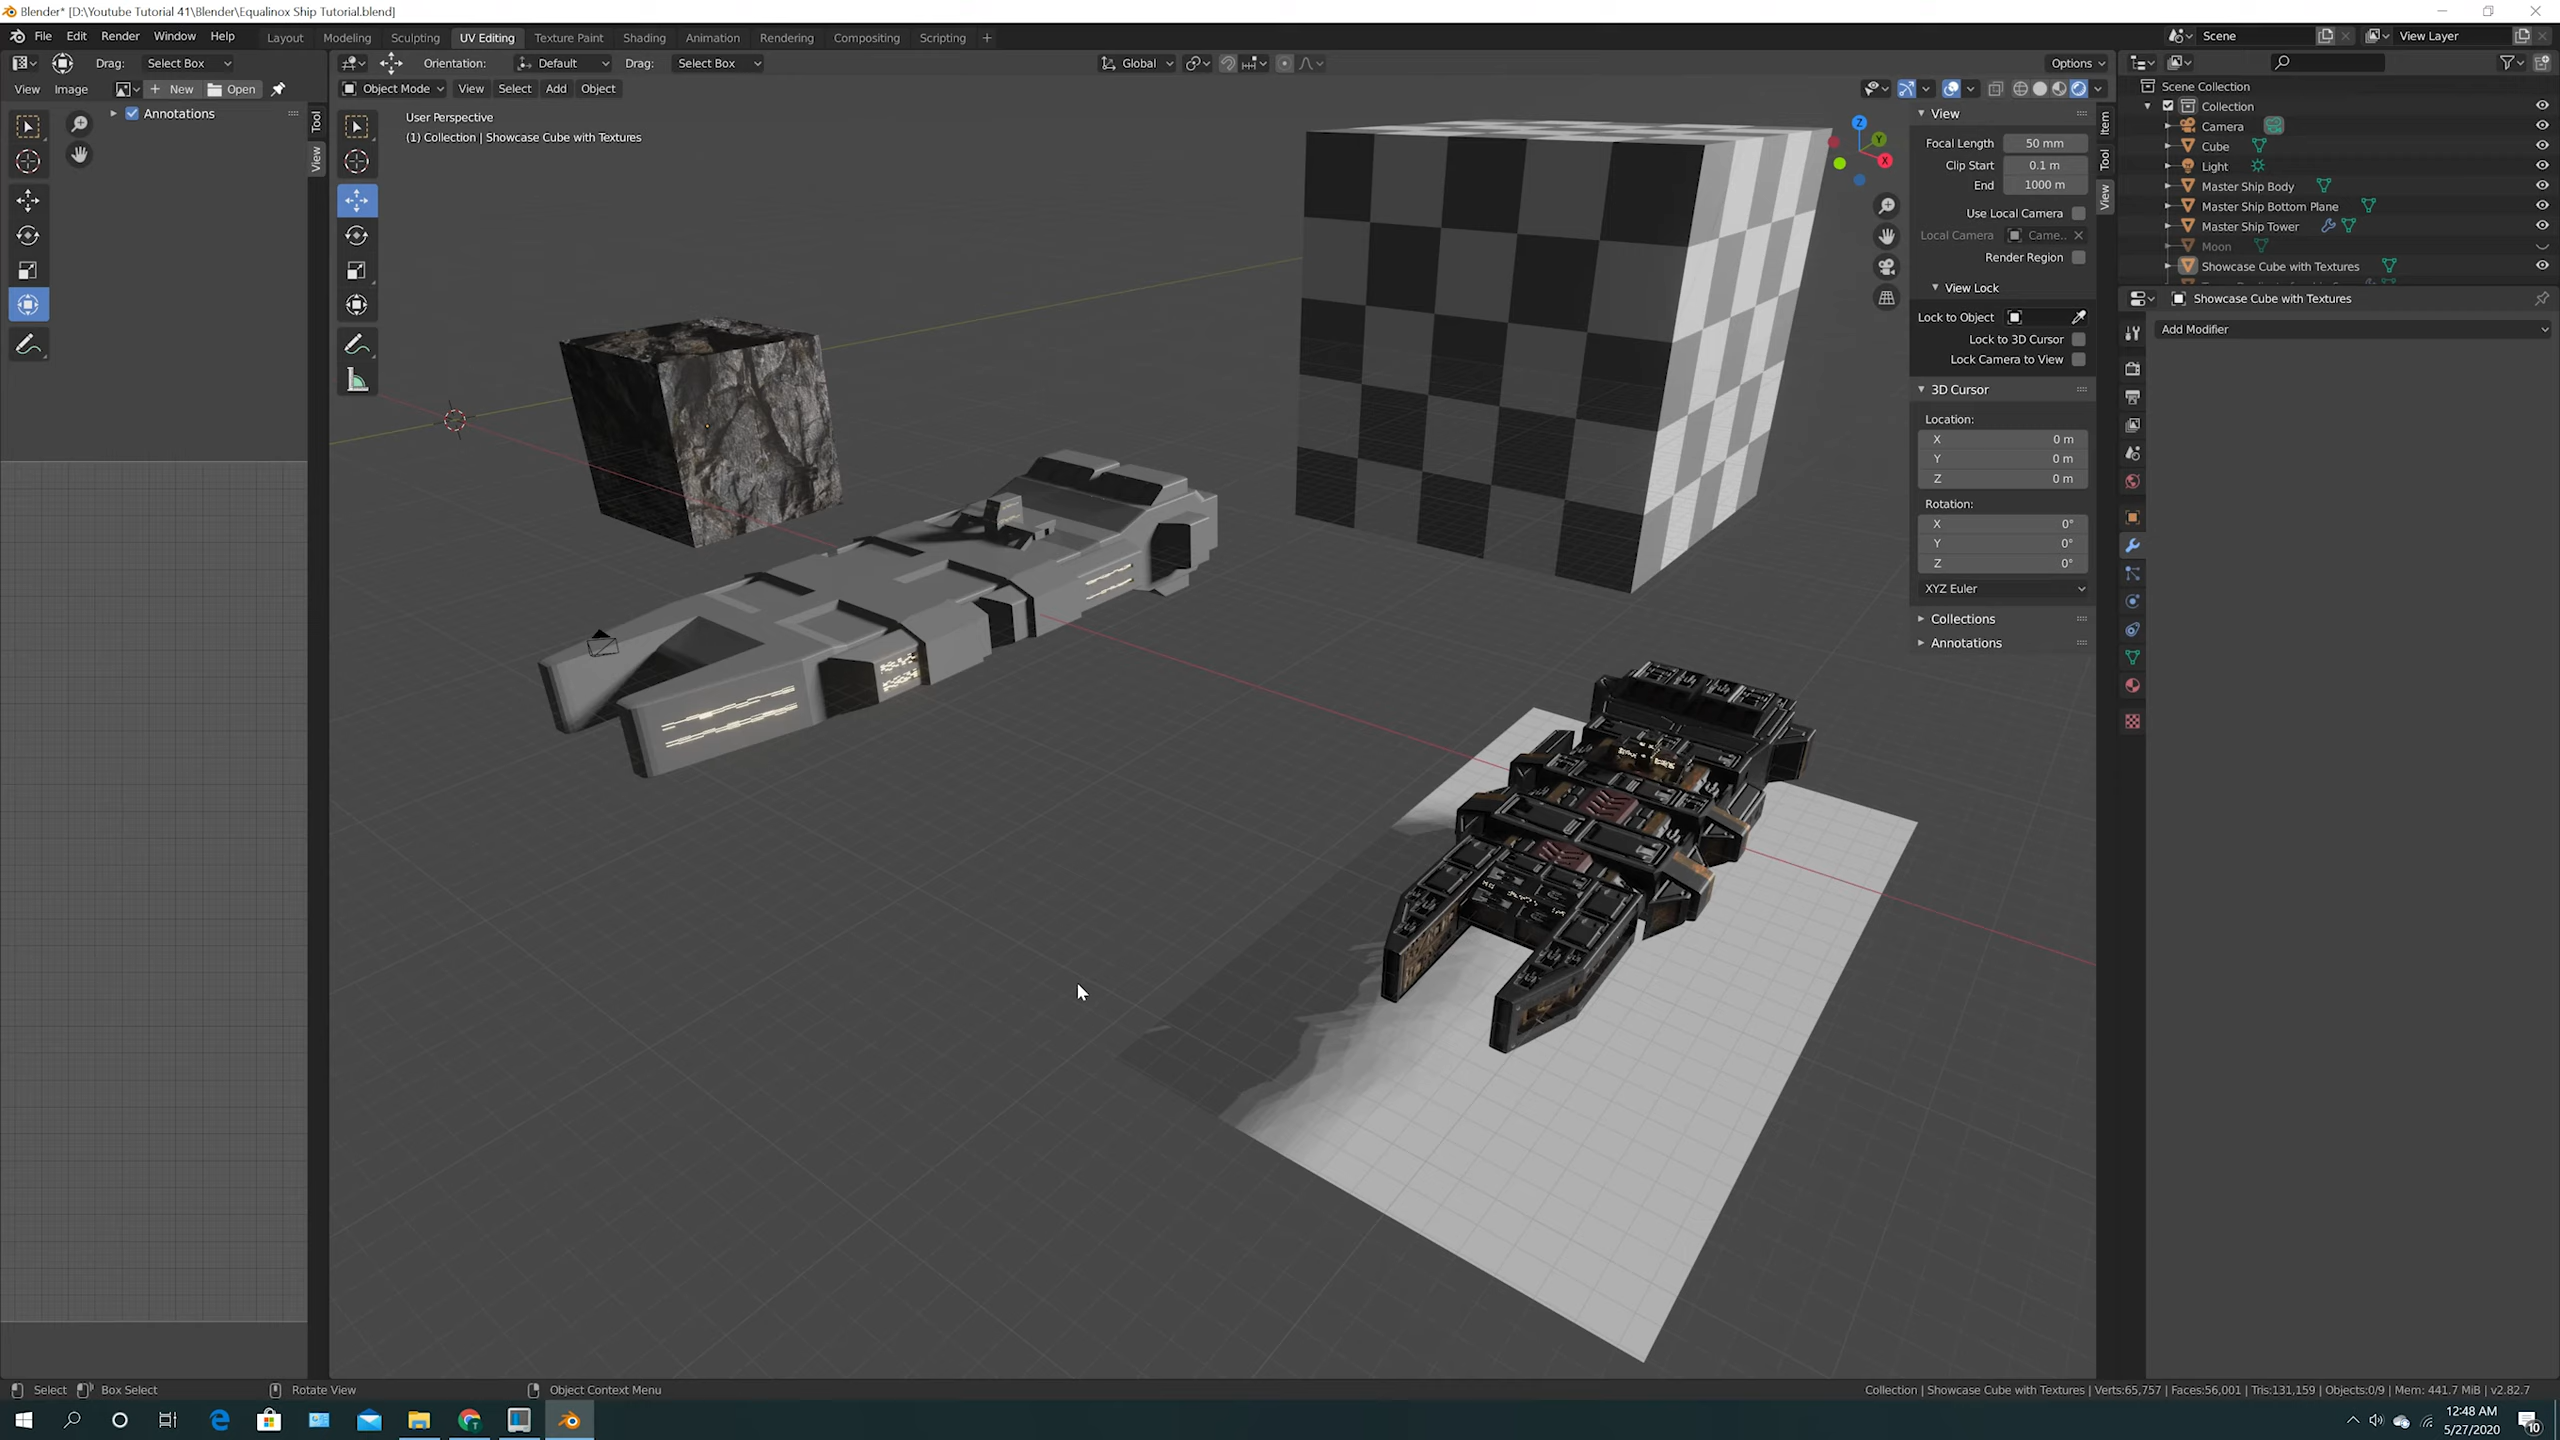 Blender* [D:\Youtube Tutorial 41\Blender\Equalinox Ship Tutorial.blend]
File Edit Render Window Help Layout Modeling Sculpting UV Editing Texture Paint Shading Animation Rendering Compositing Scripting + Scene View Layer
Drag: Select Box Orientation: Default Drag: Select Box Global Options
View Image + New Open Object Mode View Select Add Object
Annotations
Tool
View
User Perspective
(1) Collection | Showcase Cube with Textures
Z
Y
X
View
Focal Length 50 mm
Clip Start 0.1 m
End 1000 m
Use Local Camera
Local Camera Came..
Render Region
View Lock
Lock to Object
Lock to 3D Cursor
Lock Camera to View
3D Cursor
Location:
X 0 m
Y 0 m
Z 0 m
Rotation:
X 0°
Y 0°
Z 0°
XYZ Euler
Collections
Annotations
Item
Tool
View
Scene Collection
Collection
Camera
Cube
Light
Master Ship Body
Master Ship Bottom Plane
Master Ship Tower
Moon
Showcase Cube with Textures
Showcase Cube with Textures
Add Modifier
Select Box Select Rotate View Object Context Menu
Collection | Showcase Cube with Textures | Verts:65,757 | Faces:56,001 | Tris:131,159 | Objects:0/9 | Mem: 441.7 MiB | v2.82.7
12:48 AM
5/27/2020
10